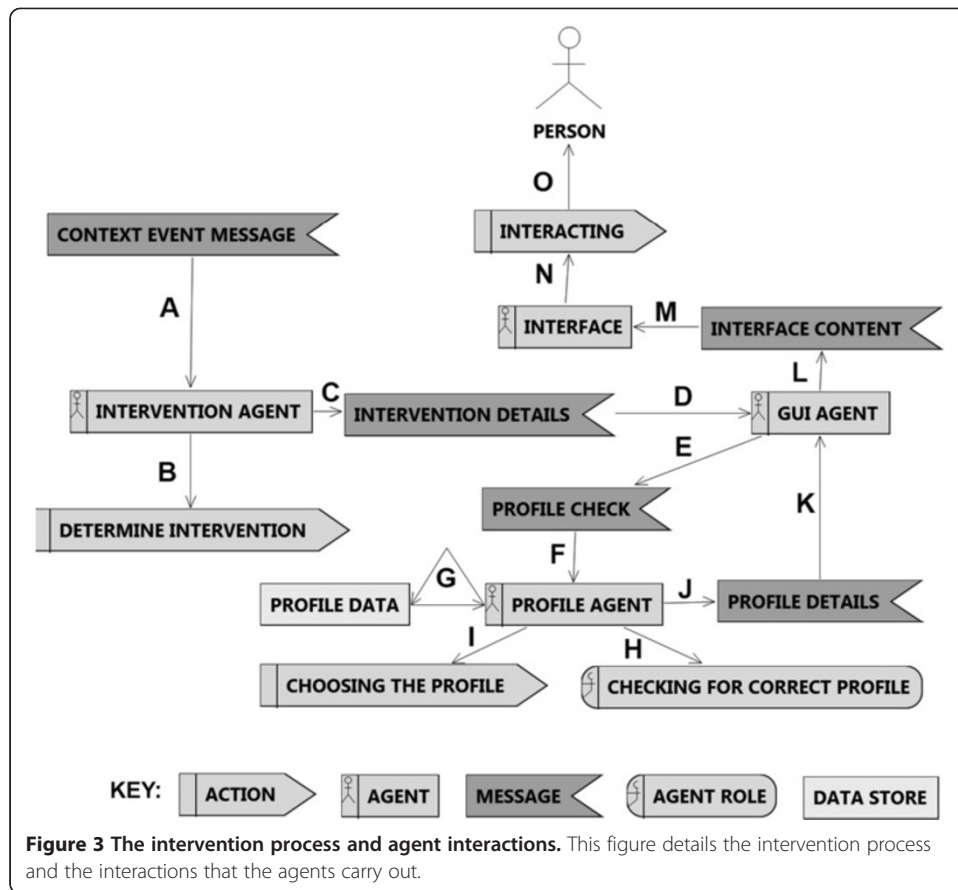 PERSON
O
CONTEXT EVENT MESSAGE
INTERACTING
A
N
M
INTERFACE
INTERFACE CONTENT
L
C
D
INTERVENTION AGENT
INTERVENTION DETAILS
GUI AGENT
B
E
K
DETERMINE INTERVENTION
PROFILE CHECK
F
G
PROFILE DATA
PROFILE AGENT
J
PROFILE DETAILS
I
H
CHOOSING THE PROFILE
CHECKING FOR CORRECT PROFILE
KEY: ACTION AGENT MESSAGE AGENT ROLE DATA STORE
Figure 3 The intervention process and agent interactions. This figure details the intervention process
and the interactions that the agents carry out.